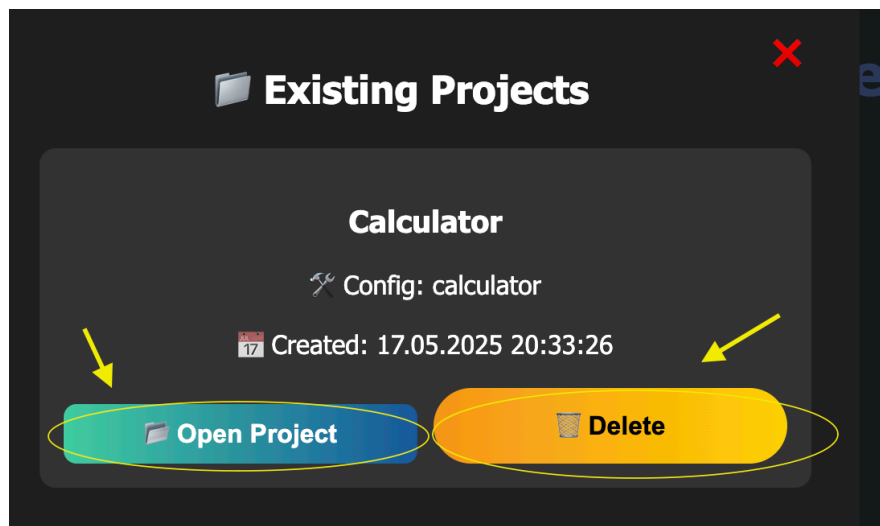 Existing Projects
Calculator
Config: calculator
Created: 17.05.2025 20:33:26
Open Project
Delete